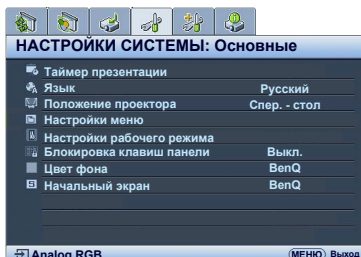 НАСТРОЙКИ СИСТЕМЫ: Основные
Таймер презентации
Язык Русский
Положение проектора Спер. - стол
Настройки меню
Настройки рабочего режима
Блокировка клавиш панели Выкл.
Цвет фона BenQ
Начальный экран BenQ
Analog RGB МЕНЮ Выход